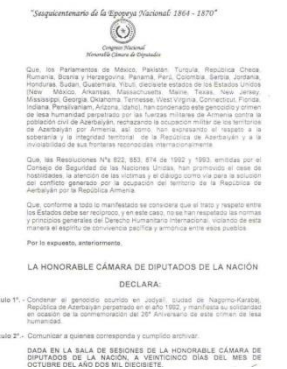 "Sesquicentenario de la Epopeya Nacional: 1864 - 1870"
Congreso Nacional
Honorable Cámara de Diputados
Que, los Parlamentos de México, Pakistán, Turquía, República Checa,
Rumania, Bosnia y Herzegovina, Panamá, Perú, Colombia, Serbia, Jordania,
Honduras, Sudán, Guatemala, Yibuti, diecisiete estados de los Estados Unidos
(New México, Arkansas, Massachusetts, Maine, Texas, New Jersey,
Mississippi, Georgia, Oklahoma, Tennesse, West Virginia, Connecticut, Florida,
Indiana, Pensilvaniam, Arizona, Idaho), han condenado este genocidio y crimen
de lesa humanidad perpetrado por las fuerzas militares de Armenia contra la
población civil de Azerbaiyán, rechazando la ocupación militar de los territorios
de Azerbaiyán por Armenia, así como, han expresando el respeto a la
soberanía y la integridad territorial de la República de Azerbaiyán y a la
inviolabilidad de sus fronteras reconocidas internacionalmente.
Que, las Resoluciones N°s 822, 853, 874 de 1992 y 1993, emitidas por el
Consejo de Seguridad de las Naciones Unidas, han promovido el cese de
hostilidades, la atención de las víctimas y el dialogo como vía para la solución
del conflicto generado por la ocupación del territorio de la República de
Aerbaiyán por la República Armenia.
Que, conforme a todo lo manifestado se considera que el trato y respeto entre
los Estados debe ser recíproco, y en este caso, no se han respetado las normas
y principios generales del Derecho Humanitario Internacional, violando de esta
manera el espíritu de convivencia pacífica y armónica entre esos pueblos.
Por lo expuesto, anteriormente.
LA HONORABLE CÁMARA DE DIPUTADOS DE LA NACIÓN
DECLARA:
ulo 1°.- Condenar el genocidio ocurrido en Jodyalí, ciudad de Nagorno-Karabaj,
República de Azerbaiyán perpetrado en el año 1992, y manifiesta su solidaridad
en ocasión de la conmemoración del 25° Aniversario de este crimen de lesa
humanidad.
ulo 2°.- Comunicar a quienes corresponda y cumplido archivar.
DADA EN LA SALA DE SESIONES DE LA HONORABLE CÁMARA DE
DIPUTADOS DE LA NACIÓN, A VEINTICINCO DÍAS DEL MES DE
OCTUBRE DEL AÑO DOS MIL DIECISIETE.